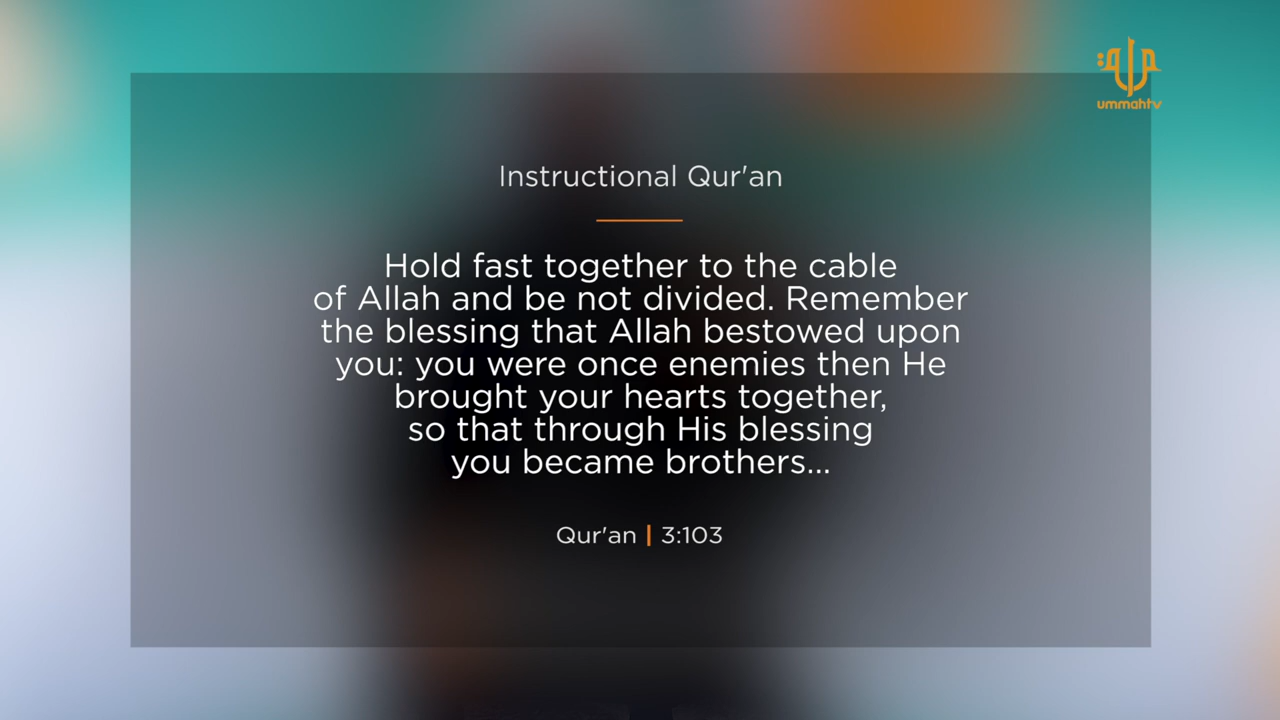 ummahtv
Instructional Qur'an
Hold fast together to the cable
of Allah and be not divided. Remember
the blessing that Allah bestowed upon
you: you were once enemies then He
brought your hearts together,
so that through His blessing
you became brothers...
Qur'an | 3:103